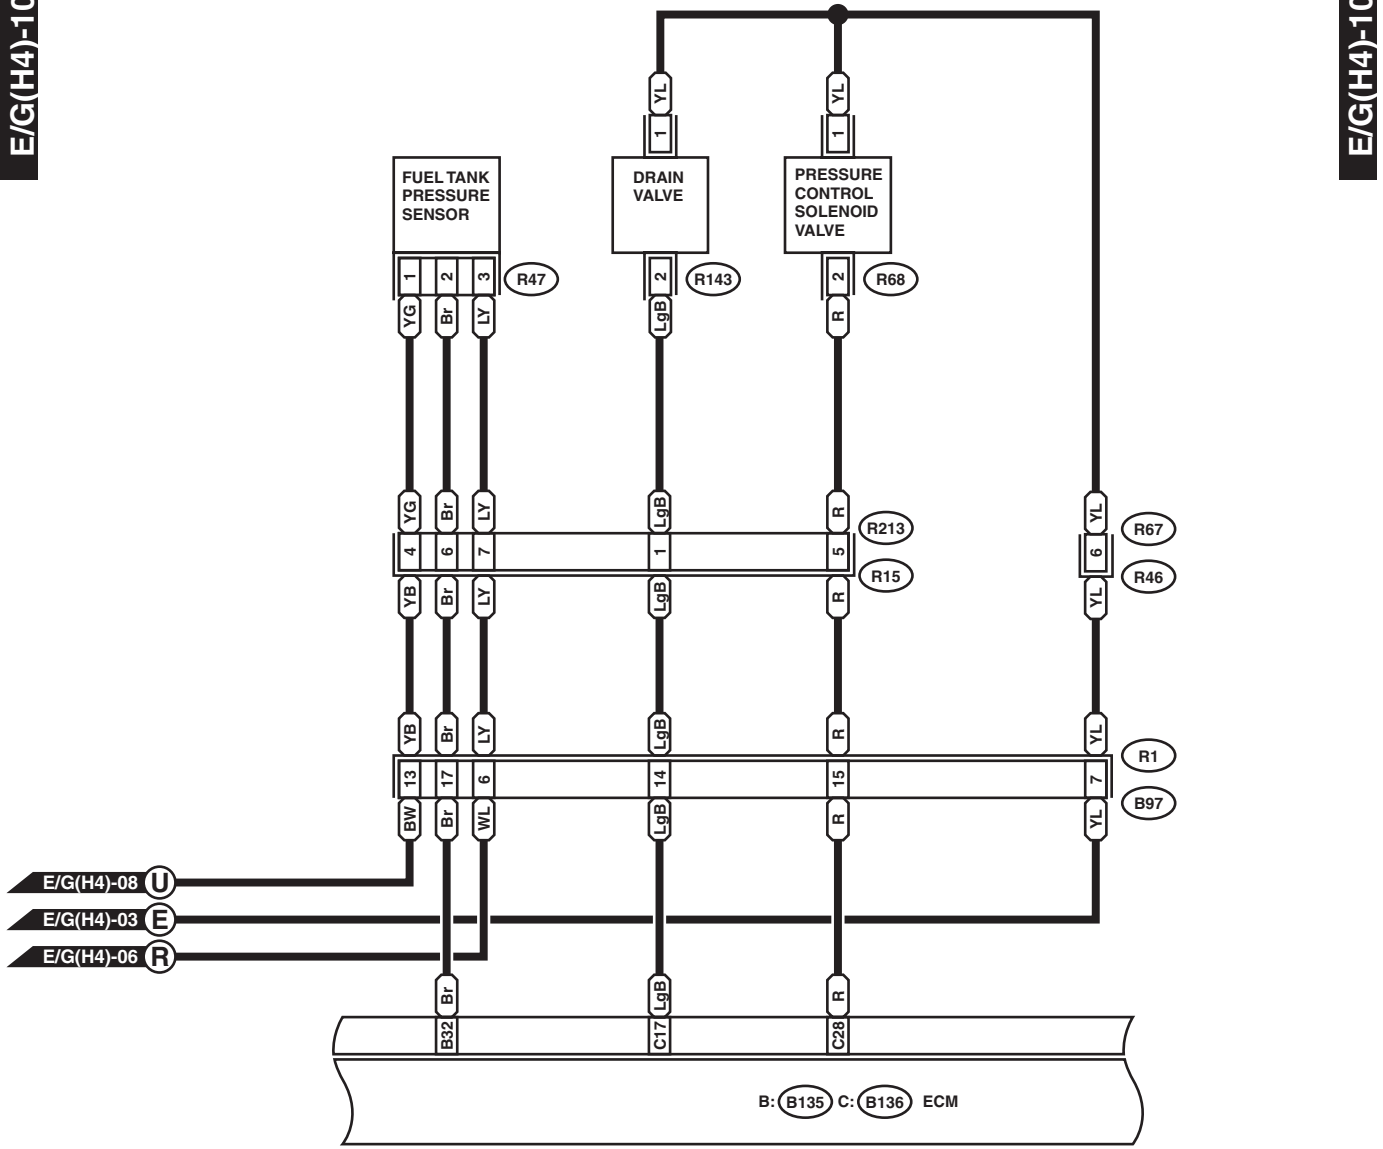 E/G(H4)-10
E/G(H4)-10
YL
YL
1
1
FUEL TANK
PRESSURE
SENSOR
DRAIN
VALVE
PRESSURE
CONTROL
SOLENOID
VALVE
1 2 3 R47
2 R143
2 R68
YG Br LY LgB R
YG Br LY LgB R YL
4 6 7 1 5 R213
6 R67
R15
R46
YB Br LY LgB R YL
YB Br LY LgB R YL
R1
13 17 6 14 15 7
B97
BW Br WL LgB R YL
E/G(H4)-08 U
E/G(H4)-03 E
E/G(H4)-06 R
Br LgB R
B32 C17 C28
B: B135 C: B136 ECM